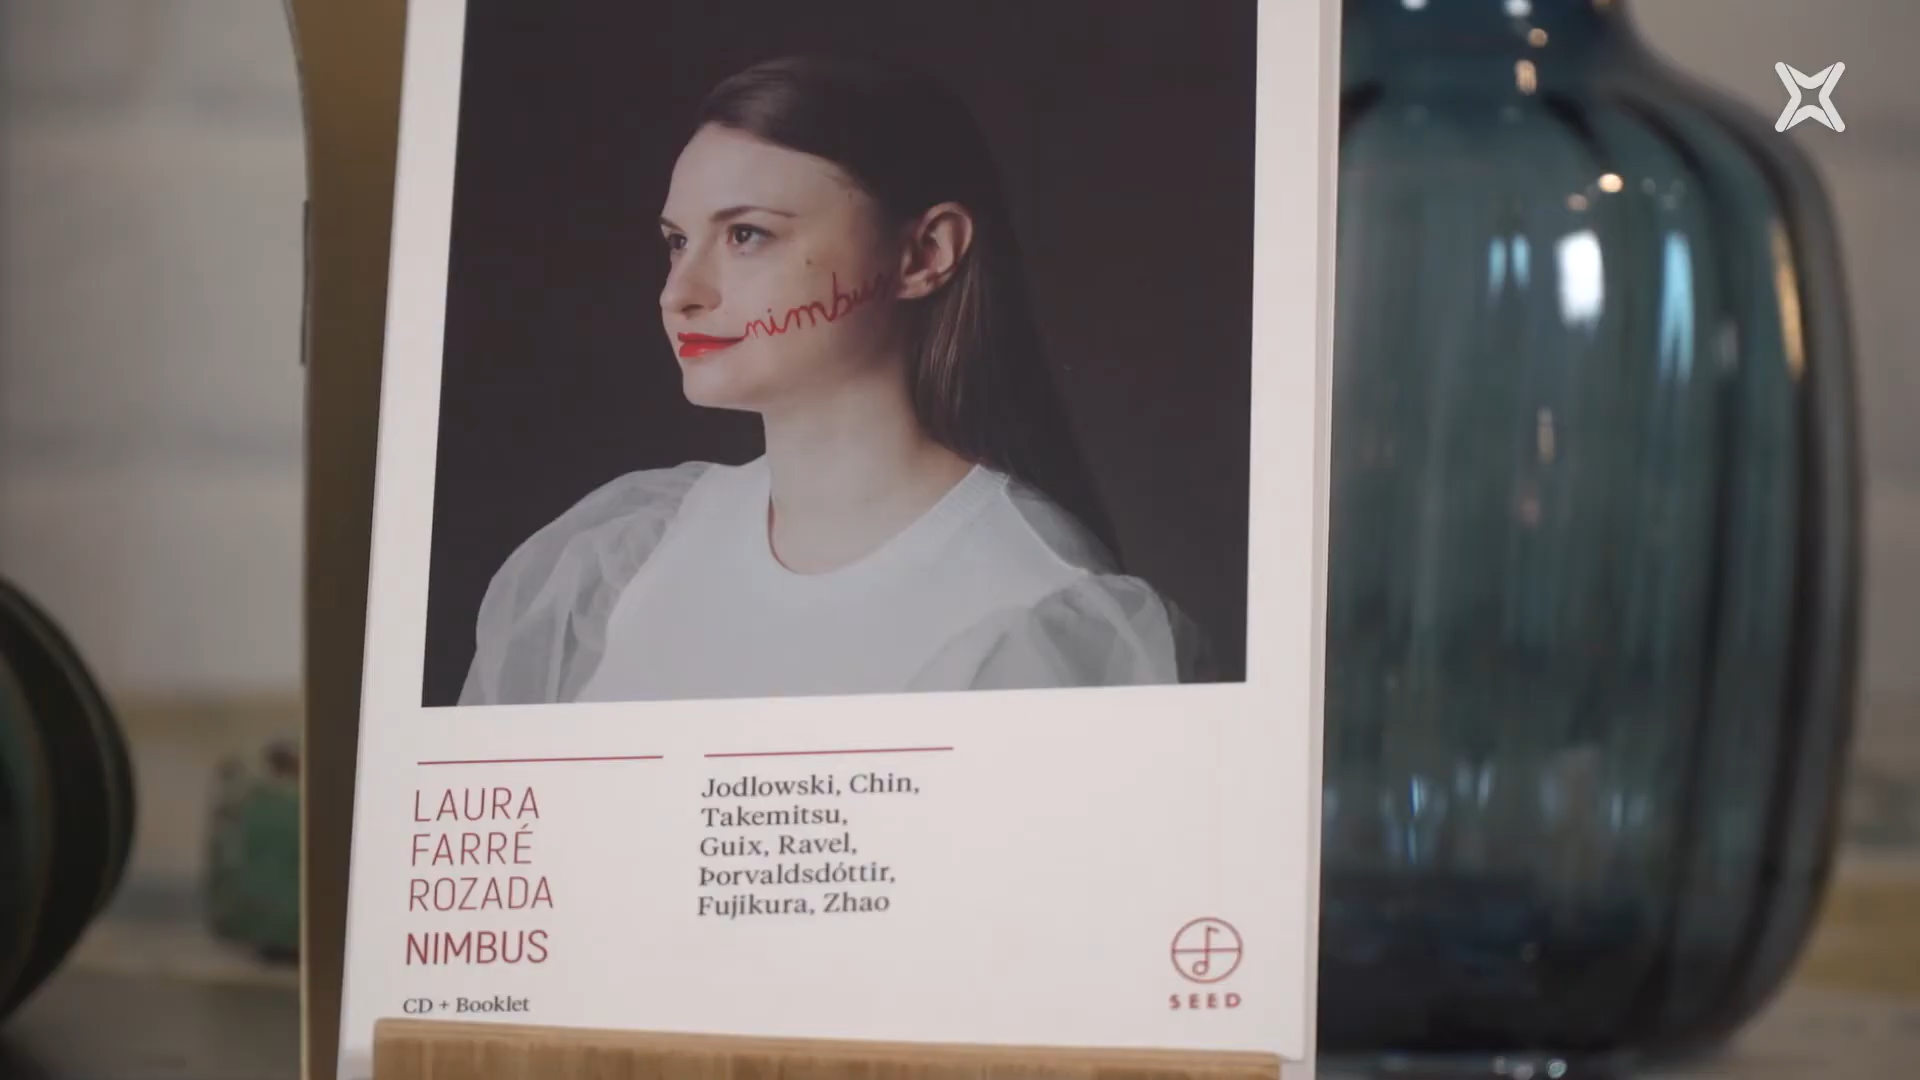 nimbus
LAURA
FARRÉ
ROZADA
NIMBUS
CD + Booklet
Jodlowski, Chin,
Takemitsu,
Guix, Ravel,
Þorvaldsdóttir,
Fujikura, Zhao
SEED